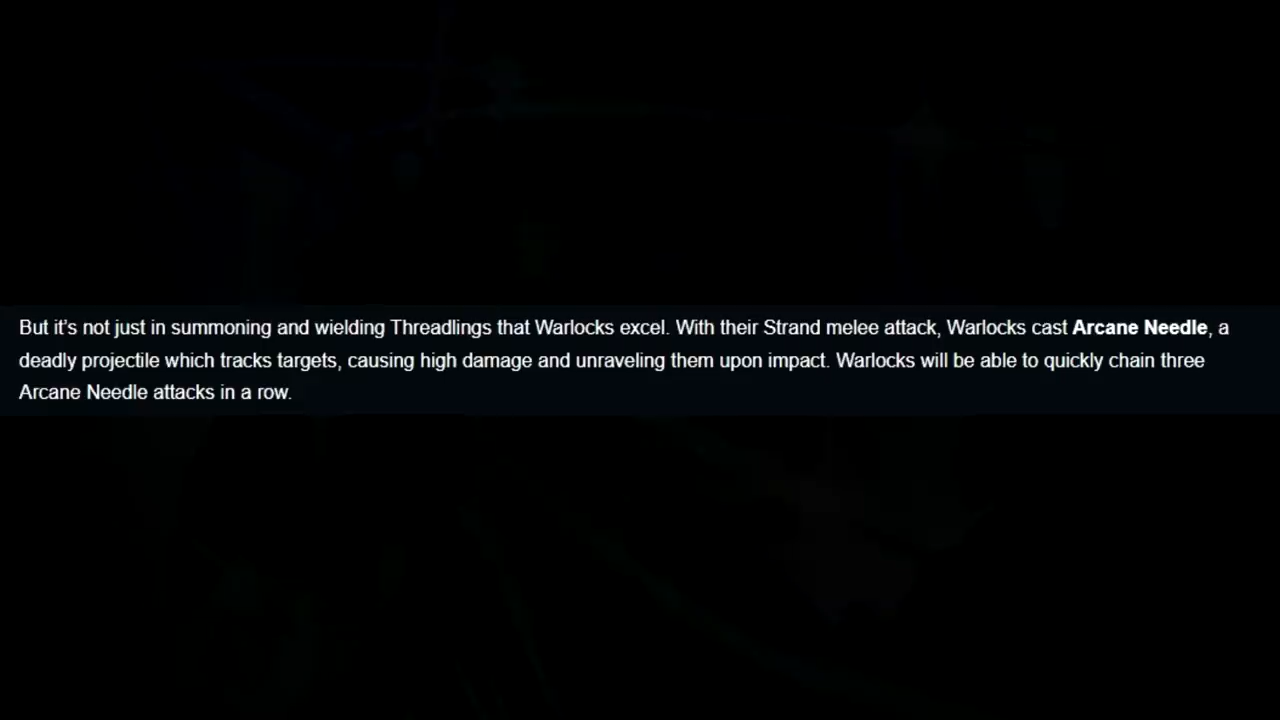 But it’s not just in summoning and wielding Threadlings that Warlocks excel. With their Strand melee attack, Warlocks cast Arcane Needle, a
deadly projectile which tracks targets, causing high damage and unraveling them upon impact. Warlocks will be able to quickly chain three
Arcane Needle attacks in a row.